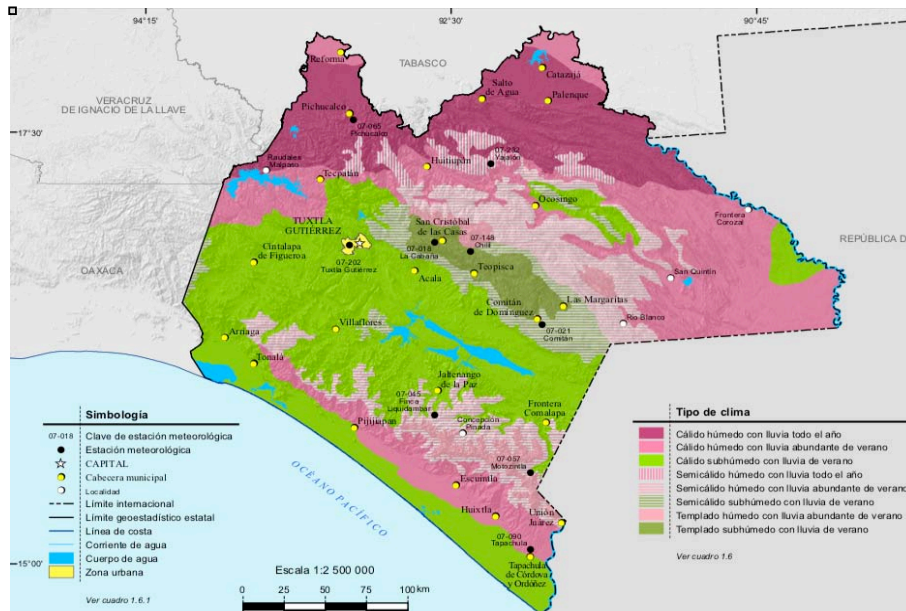 94°15'
92°30'
90°45'
17°30'
15°00'
TABASCO
VERACRUZ
DE IGNACIO DE LA LLAVE
OAXACA
REPÚBLICA D
OCÉANO PACÍFICO
Reforma
Catazajá
Salto
de Agua
Palenque
Pichucalco
07-065
Pichucalco
07-232
Yajalón
Huitiupán
Raudales
Malpaso
Tecpatán
Ocosingo
Frontera
Corozal
TUXTLA
GUTIÉRREZ
San Cristóbal
de las Casas
07-148
Chilil
07-018
La Cabaña
Cintalapa
de Figueroa
07-202
Tuxtla Gutiérrez
Acala
Teopisca
San Quintín
Las Margaritas
Comitán
de Domínguez
Río Blanco
07-021
Comitán
Villaflores
Arriaga
Tonalá
Jaltenango
de la Paz
07-045
Finca
Liquidambar
Concepción
Pinada
Frontera
Comalapa
Pijijiapan
07-057
Motozintla
Escuintla
Huixtla
Unión
Juárez
07-090
Tapachula
Tapachula
de Córdova
y Ordóñez
Simbología
07-018 Clave de estación meteorológica
Estación meteorológica
CAPITAL
Cabecera municipal
Localidad
Límite internacional
Límite geoestadístico estatal
Línea de costa
Corriente de agua
Cuerpo de agua
Zona urbana
Ver cuadro 1.6.1
Escala 1:2 500 000
0 25 50 75 100 km
Tipo de clima
Cálido húmedo con lluvia todo el año
Cálido húmedo con lluvia abundante de verano
Cálido subhúmedo con lluvia de verano
Semicálido húmedo con lluvia todo el año
Semicálido húmedo con lluvia abundante de verano
Semicálido subhúmedo con lluvia de verano
Templado húmedo con lluvia abundante de verano
Templado subhúmedo con lluvia de verano
Ver cuadro 1.6